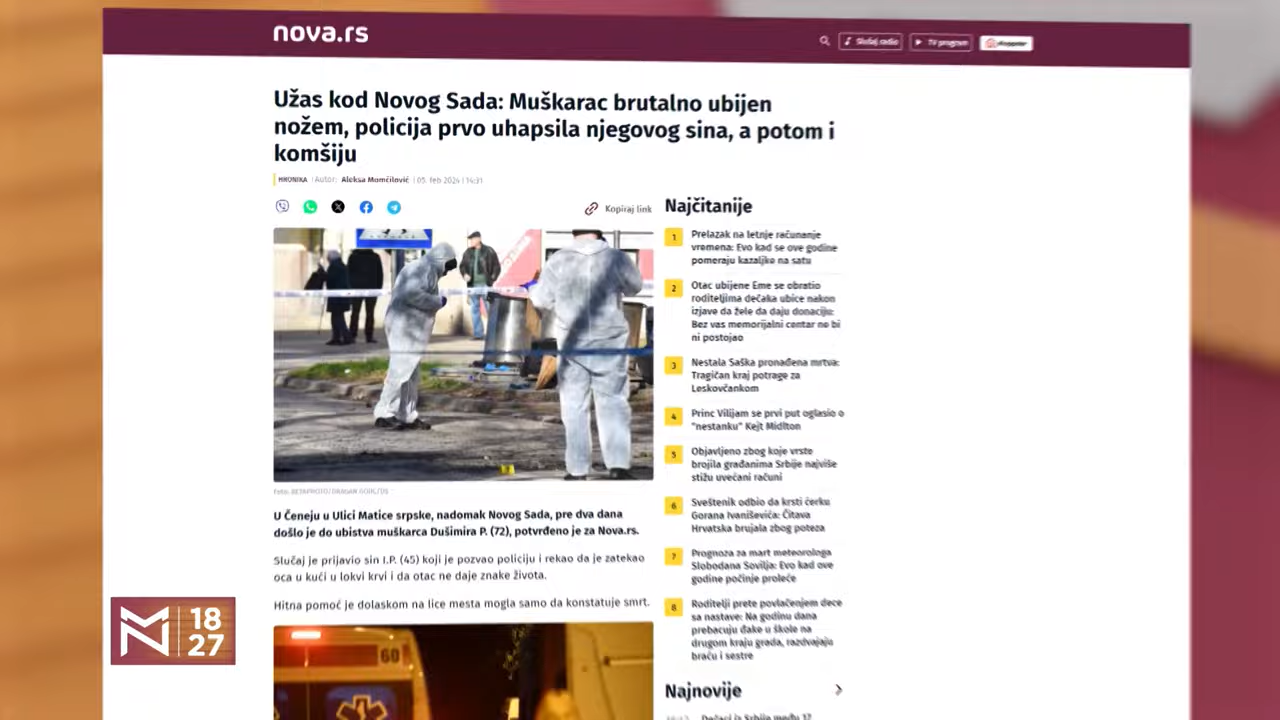 nova.rs
Slušaj radio
TV program
Užas kod Novog Sada: Muškarac brutalno ubijen
nožem, policija prvo uhapsila njegovog sina, a potom i
komšiju
HRONIKA | Autor: Aleksa Momčilović | 05. feb 2024 | 14:31
Kopiraj link
U Čeneju u Ulici Matice srpske, nadomak Novog Sada, pre dva dana
došlo je do ubistva muškarca Dušimira P. (72), potvrđeno je za Nova.rs.
Slučaj je prijavio sin I.P. (45) koji je pozvao policiju i rekao da je zatekao
oca u kući u lokvi krvi i da otac ne daje znake života.
Hitna pomoć je dolaskom na lice mesta mogla samo da konstatuje smrt.
60
Najčitanije
1 Prelazak na letnje računanje
vremena: Evo kad se ove godine
pomeraju kazaljke na satu
2 Otac ubijene Eme se obratio
roditeljima dečaka ubice nakon
izjave da žele da daju donaciju:
Bez vas memorijalni centar ne bi
ni postojao
3 Nestala Saška pronađena mrtva:
Tragičan kraj potrage za
Leskovčankom
4 Princ Vilijam se prvi put oglasio o
"nestanku" Kejt Midlton
5 Objavljeno zbog koje vrste
brojila građanima Srbije najviše
stižu uvećani računi
6 Sveštenik odbio da krsti ćerku
Gorana Ivaniševića: Čitava
Hrvatska brujala zbog poteza
7 Prognoza za mart meteorologa
Slobodana Sovilja: Evo kad ove
godine počinje proleće
8 Roditelji prete povlačenjem dece
sa nastave: Na godinu dana
prebacuju đake u škole na
drugom kraju grada, razdvajaju
braću i sestre
Najnovije
18
27